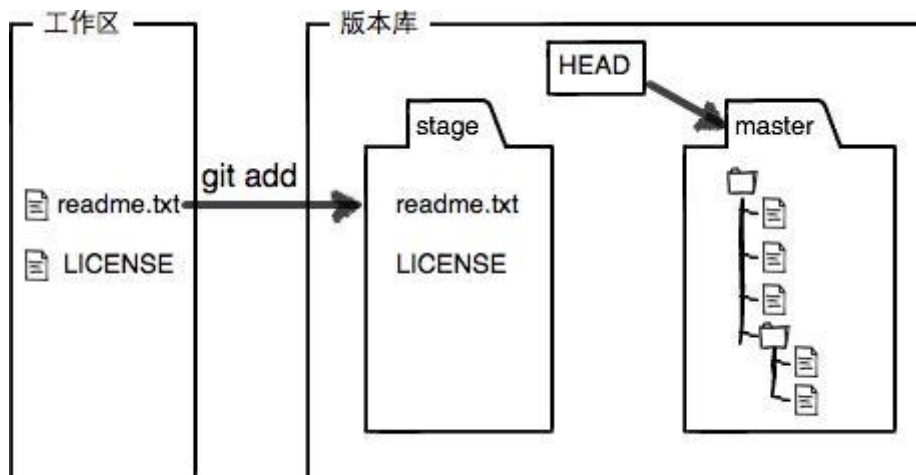 工作区
版本库
HEAD
stage
master
git add
readme.txt
readme.txt
LICENSE
LICENSE